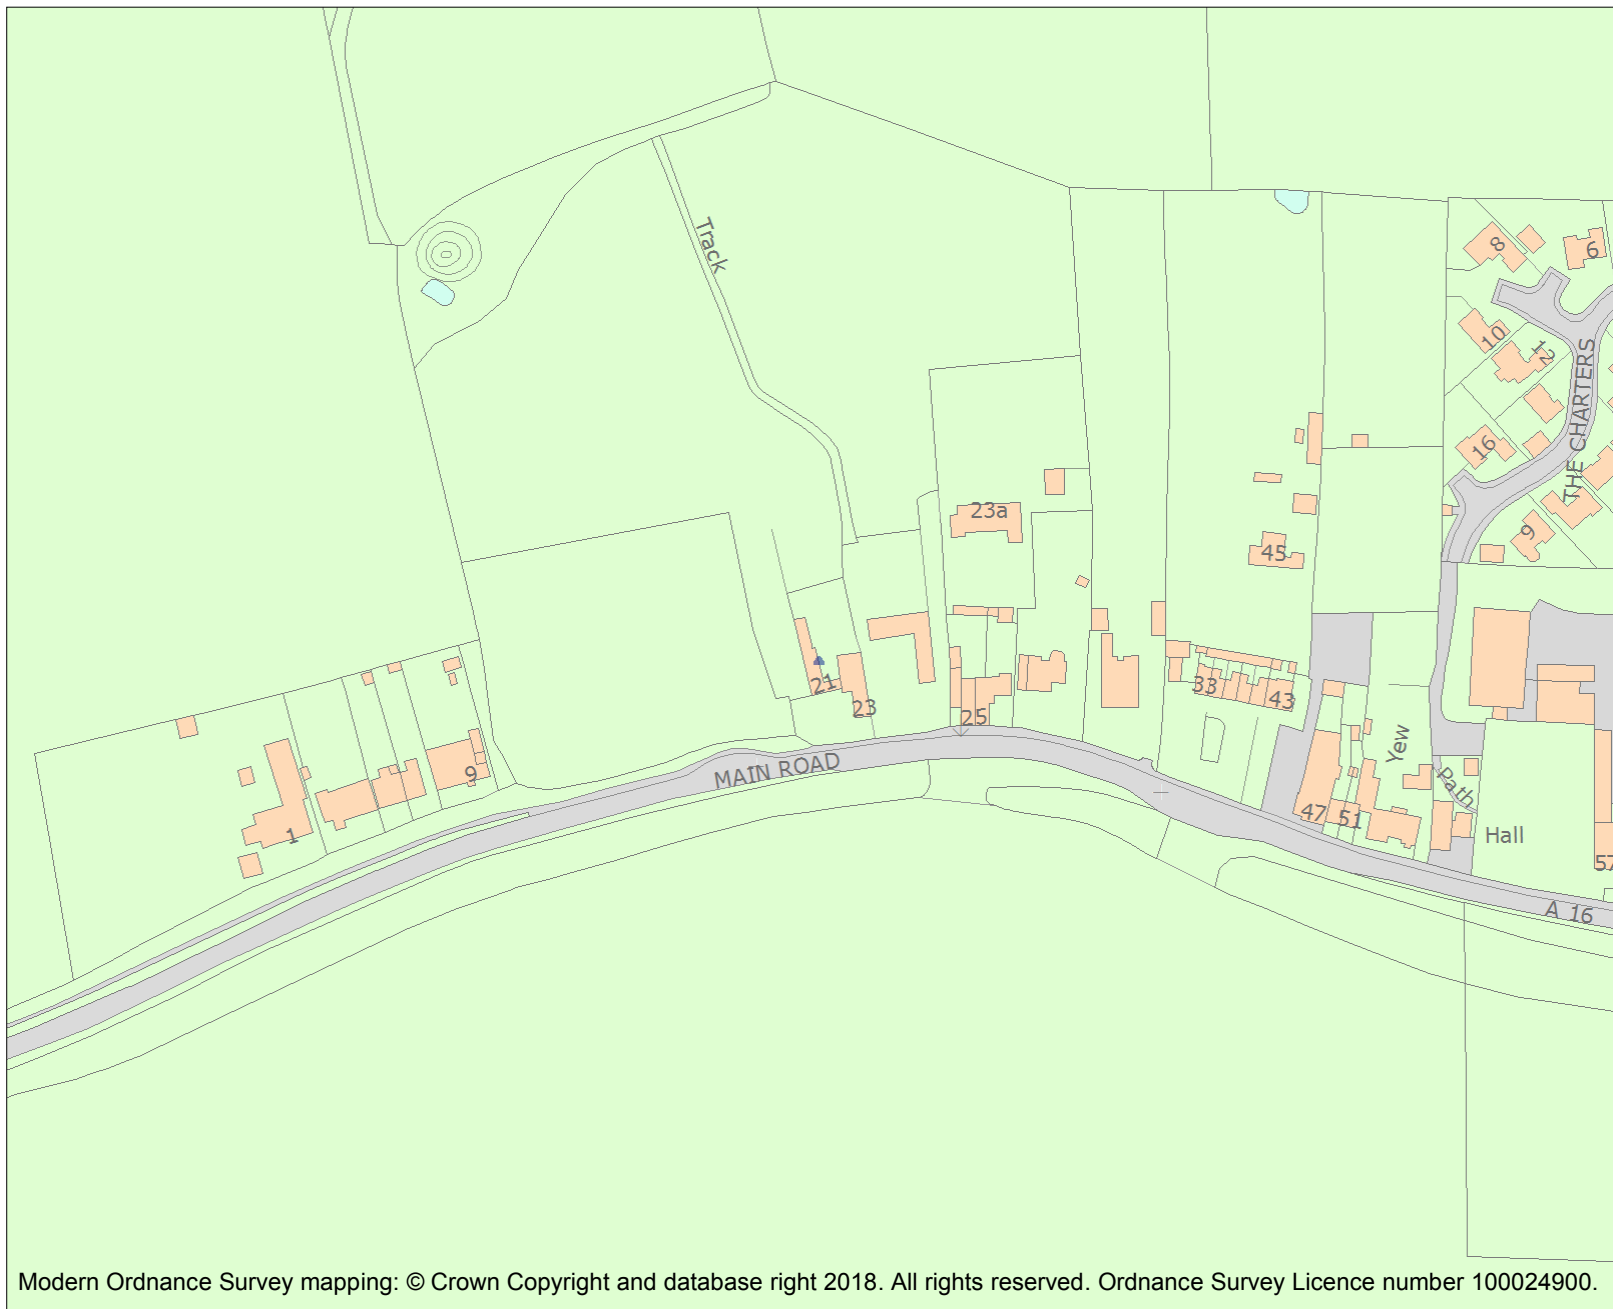 8
6
Track
10
12
THE CHARTERS
16
23a
9
45
21
33
43
23
25
Yew
MAIN ROAD
9
Path
47
51
1
Hall
57
A 16
Modern Ordnance Survey mapping: © Crown Copyright and database right 2018. All rights reserved. Ordnance Survey Licence number 100024900.